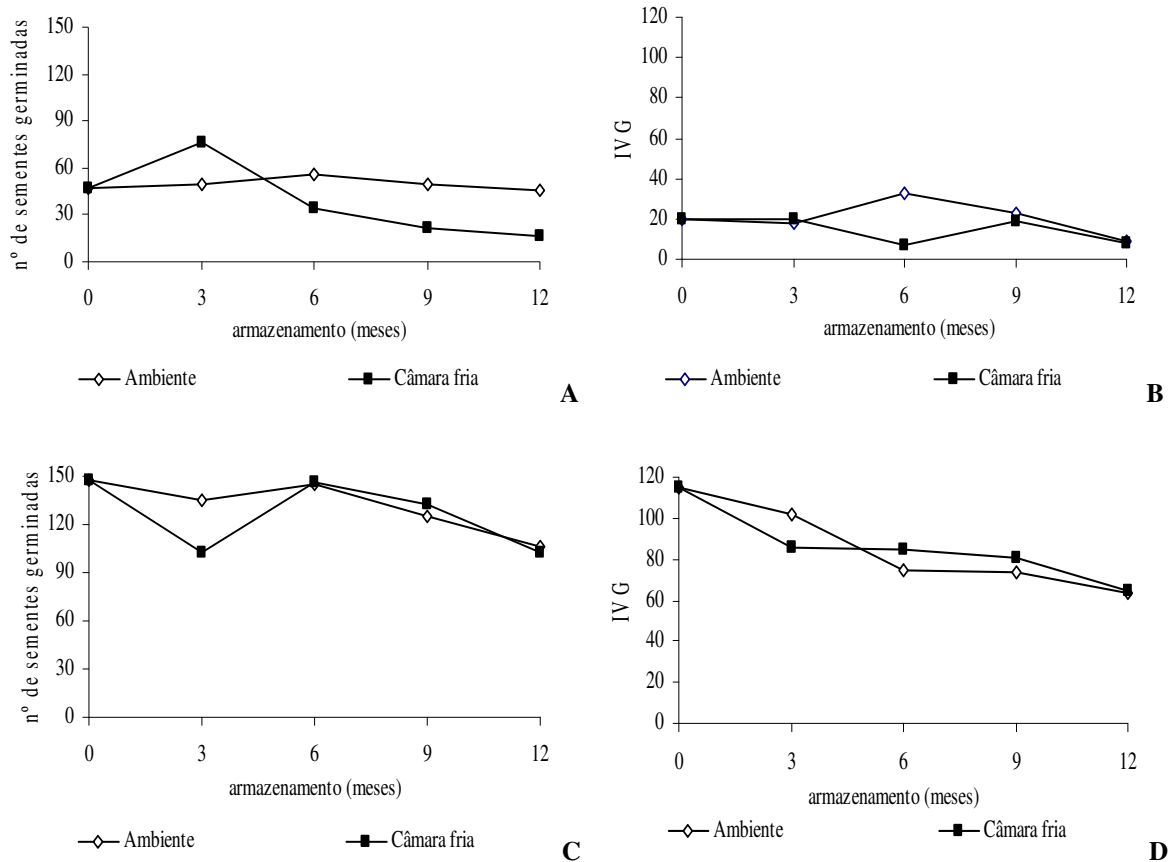 nº de sementes germinadas
150
120
90
60
30
0
0 3 6 9 12
armazenamento (meses)
Ambiente Câmara fria
A
IVG
120
100
80
60
40
20
0
0 3 6 9 12
armazenamento (meses)
Ambiente Câmara fria
B
nº de sementes germinadas
150
120
90
60
30
0
0 3 6 9 12
armazenamento (meses)
Ambiente Câmara fria
C
IVG
120
100
80
60
40
20
0
0 3 6 9 12
armazenamento (meses)
Ambiente Câmara fria
D